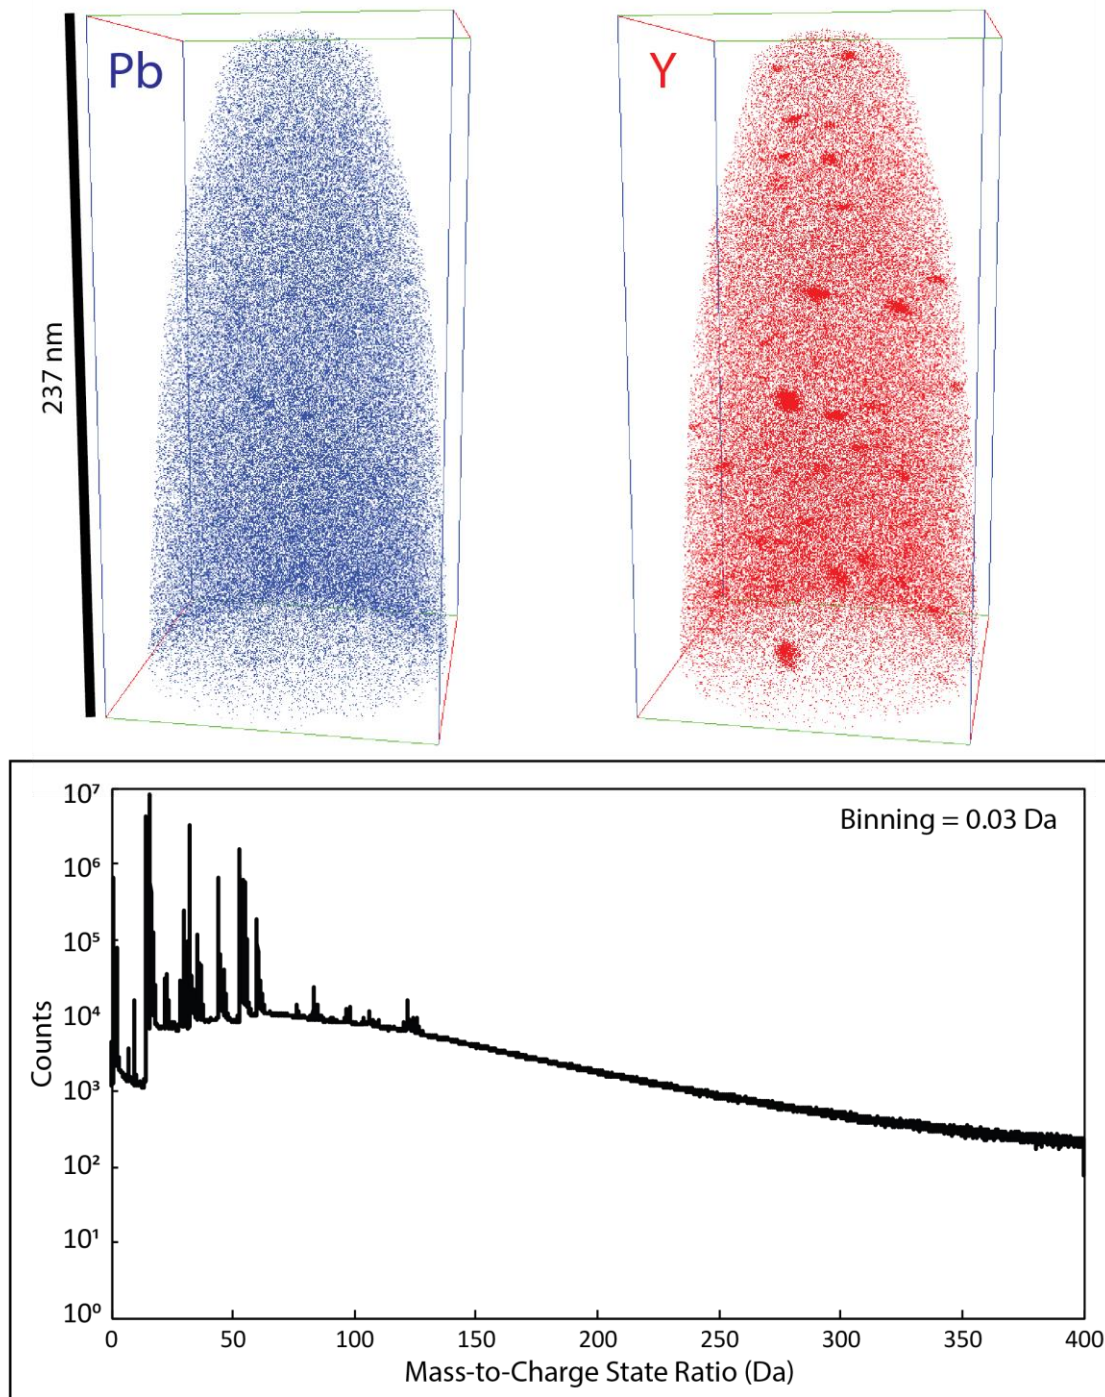 Pb
Y
237 nm
Binning = 0.03 Da
Counts
10⁷
10⁶
10⁵
10⁴
10³
10²
10¹
10⁰
0 50 100 150 200 250 300 350 400
Mass-to-Charge State Ratio (Da)